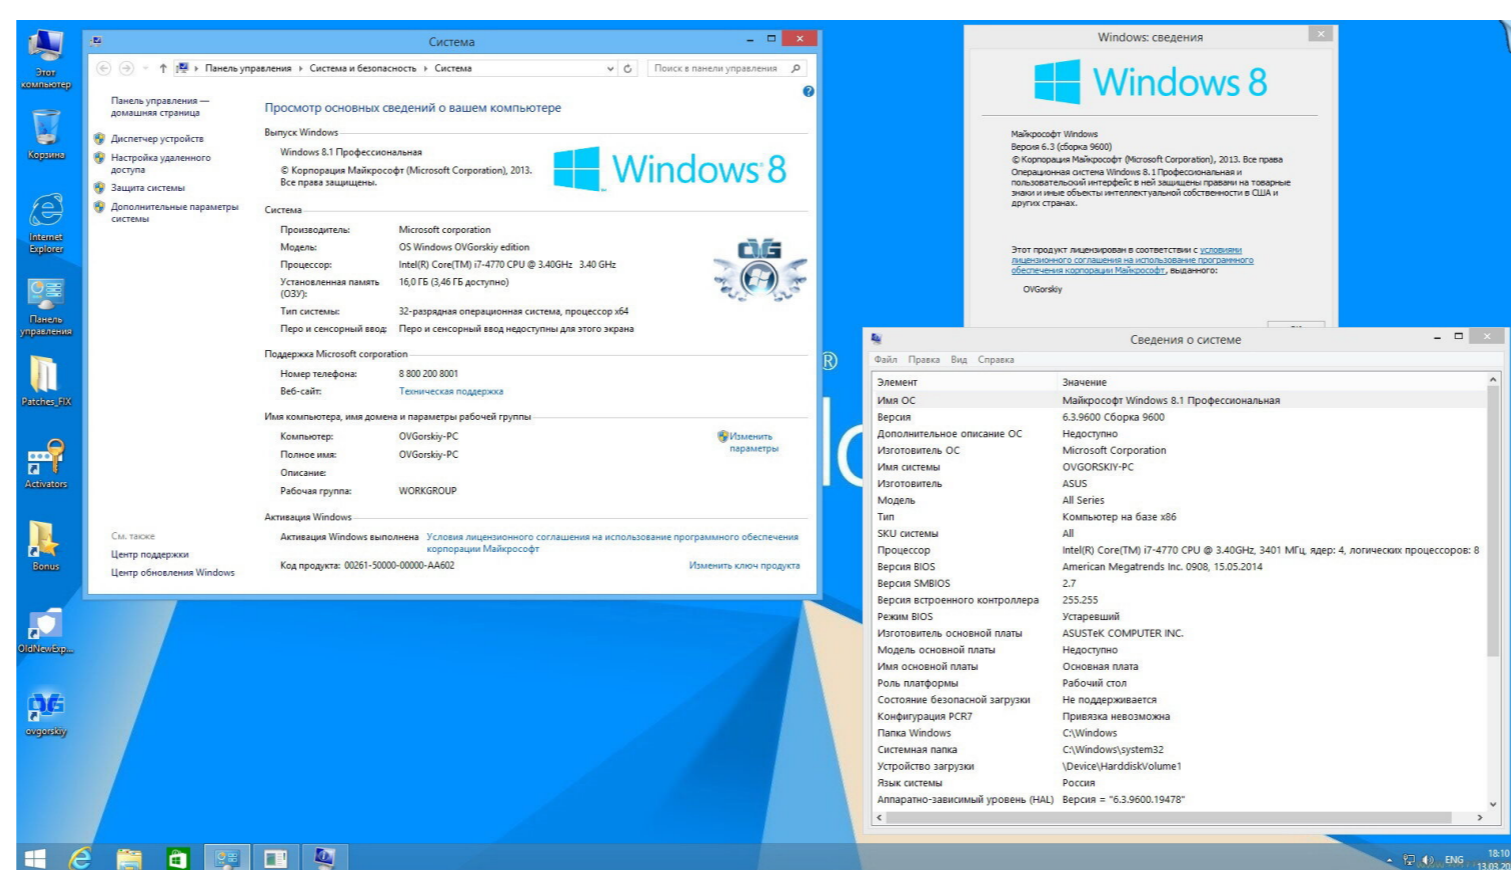 Этот
компьютер
Корзина
Internet
Explorer
Панель
управления
Patches_FIX
Activators
Bonus
OldNewExp...
ovgorskiy
Система
Панель управления › Система и безопасность › Система
Поиск в панели управления
Панель управления —
домашняя страница
Диспетчер устройств
Настройка удаленного
доступа
Защита системы
Дополнительные параметры
системы
См. также
Центр поддержки
Центр обновления Windows
Просмотр основных сведений о вашем компьютере
Выпуск Windows
Windows 8.1 Профессиональная
© Корпорация Майкрософт (Microsoft Corporation), 2013.
Все права защищены.
Windows 8
Система
Производитель: Microsoft corporation
Модель: OS Windows OVGorskiy edition
Процессор: Intel(R) Core(TM) i7-4770 CPU @ 3.40GHz 3.40 GHz
Установленная память 16,0 ГБ (3,46 ГБ доступно)
(ОЗУ):
Тип системы: 32-разрядная операционная система, процессор x64
Перо и сенсорный ввод: Перо и сенсорный ввод недоступны для этого экрана
OVG
Поддержка Microsoft corporation
Номер телефона: 8 800 200 8001
Веб-сайт: Техническая поддержка
Имя компьютера, имя домена и параметры рабочей группы
Компьютер: OVGorskiy-PC
Изменить
параметры
Полное имя: OVGorskiy-PC
Описание:
Рабочая группа: WORKGROUP
Активация Windows
Активация Windows выполнена Условия лицензионного соглашения на использование программного обеспечения
корпорации Майкрософт
Код продукта: 00261-50000-00000-AA602 Изменить ключ продукта
Windows: сведения
Windows 8
Майкрософт Windows
Версия 6.3 (сборка 9600)
© Корпорация Майкрософт (Microsoft Corporation), 2013. Все права
Операционная система Windows 8.1 Профессиональная и
пользовательский интерфейс в ней защищены правами на товарные
знаки и иные объекты интеллектуальной собственности в США и
других странах.
Этот продукт лицензирован в соответствии с условиями
лицензионного соглашения на использование программного
обеспечения корпорации Майкрософт, выданного:
OVGorskiy
®
Сведения о системе
Файл Правка Вид Справка
Элемент Значение
Имя ОС Майкрософт Windows 8.1 Профессиональная
Версия 6.3.9600 Сборка 9600
Дополнительное описание ОС Недоступно
Изготовитель ОС Microsoft Corporation
Имя системы OVGORSKIY-PC
Изготовитель ASUS
Модель All Series
Тип Компьютер на базе x86
SKU системы All
Процессор Intel(R) Core(TM) i7-4770 CPU @ 3.40GHz, 3401 МГц, ядер: 4, логических процессоров: 8
Версия BIOS American Megatrends Inc. 0908, 15.05.2014
Версия SMBIOS 2.7
Версия встроенного контроллера 255.255
Режим BIOS Устаревший
Изготовитель основной платы ASUSTeK COMPUTER INC.
Модель основной платы Недоступно
Имя основной платы Основная плата
Роль платформы Рабочий стол
Состояние безопасной загрузки Не поддерживается
Конфигурация PCR7 Привязка невозможна
Папка Windows C:\Windows
Системная папка C:\Windows\system32
Устройство загрузки \Device\HarddiskVolume1
Язык системы Россия
Аппаратно-зависимый уровень (HAL) Версия = "6.3.9600.19478"
ENG
18:10
13.03.20